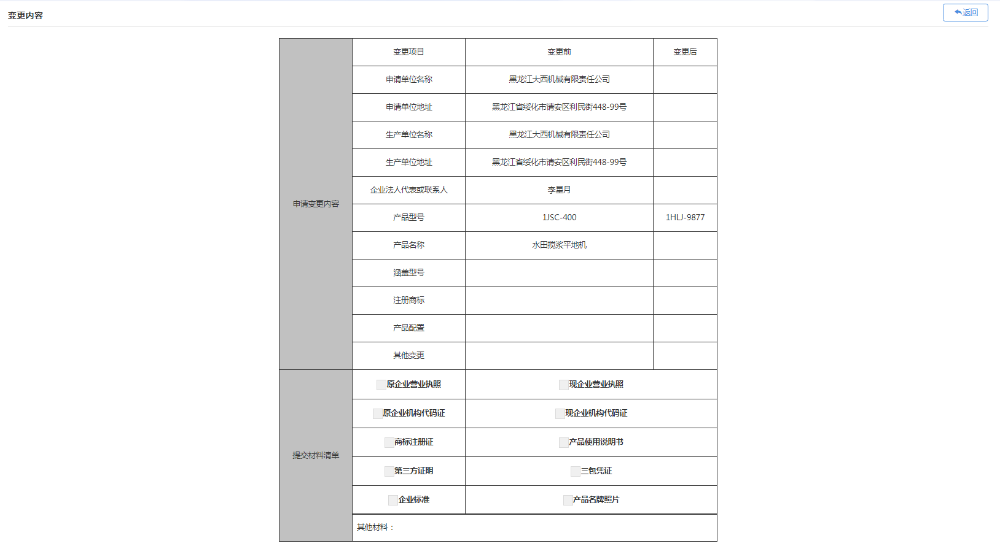 变更内容
返回
变更项目 变更前 变更后
申请单位名称 黑龙江大西机械有限责任公司
申请单位地址 黑龙江省绥化市请安区利民街448-99号
生产单位名称 黑龙江大西机械有限责任公司
生产单位地址 黑龙江省绥化市请安区利民街448-99号
企业法人代表或联系人 李星月
申请变更内容
产品型号 1JSC-400 1HLJ-9877
产品名称 水田搅浆平地机
涵盖型号
注册商标
产品配置
其他变更
原企业营业执照 现企业营业执照
原企业机构代码证 现企业机构代码证
商标注册证 产品使用说明书
提交材料清单
第三方证明 三包凭证
企业标准 产品名牌照片
其他材料：